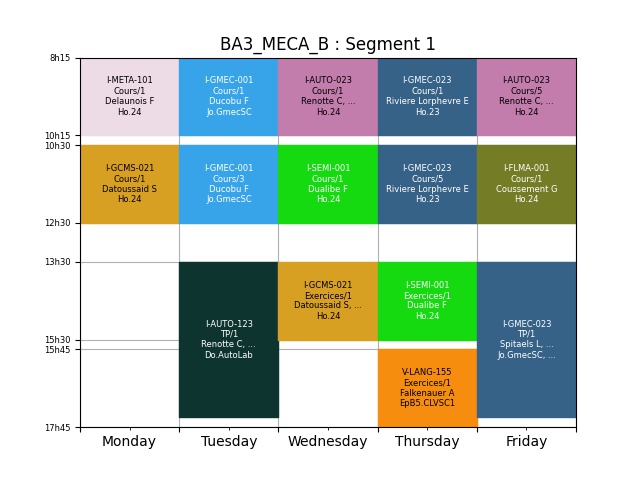 BA3_MECA_B : Segment 1
8h15
I-META-101
Cours/1
Delaunois F
Ho.24
I-GMEC-001
Cours/1
Ducobu F
Jo.GmecSC
I-AUTO-023
Cours/1
Renotte C, ...
Ho.24
I-GMEC-023
Cours/1
Riviere Lorphevre E
Ho.23
I-AUTO-023
Cours/5
Renotte C, ...
Ho.24
10h15
10h30
I-GCMS-021
Cours/1
Datoussaid S
Ho.24
I-GMEC-001
Cours/3
Ducobu F
Jo.GmecSC
I-SEMI-001
Cours/1
Dualibe F
Ho.24
I-GMEC-023
Cours/5
Riviere Lorphevre E
Ho.23
I-FLMA-001
Cours/1
Coussement G
Ho.24
12h30
13h30
I-AUTO-123
TP/1
Renotte C, ...
Do.AutoLab
I-GCMS-021
Exercices/1
Datoussaid S, ...
Ho.24
I-SEMI-001
Exercices/1
Dualibe F
Ho.24
I-GMEC-023
TP/1
Spitaels L, ...
Jo.GmecSC, ...
15h30
15h45
V-LANG-155
Exercices/1
Falkenauer A
EpB5.CLVSC1
17h45
Monday
Tuesday
Wednesday
Thursday
Friday